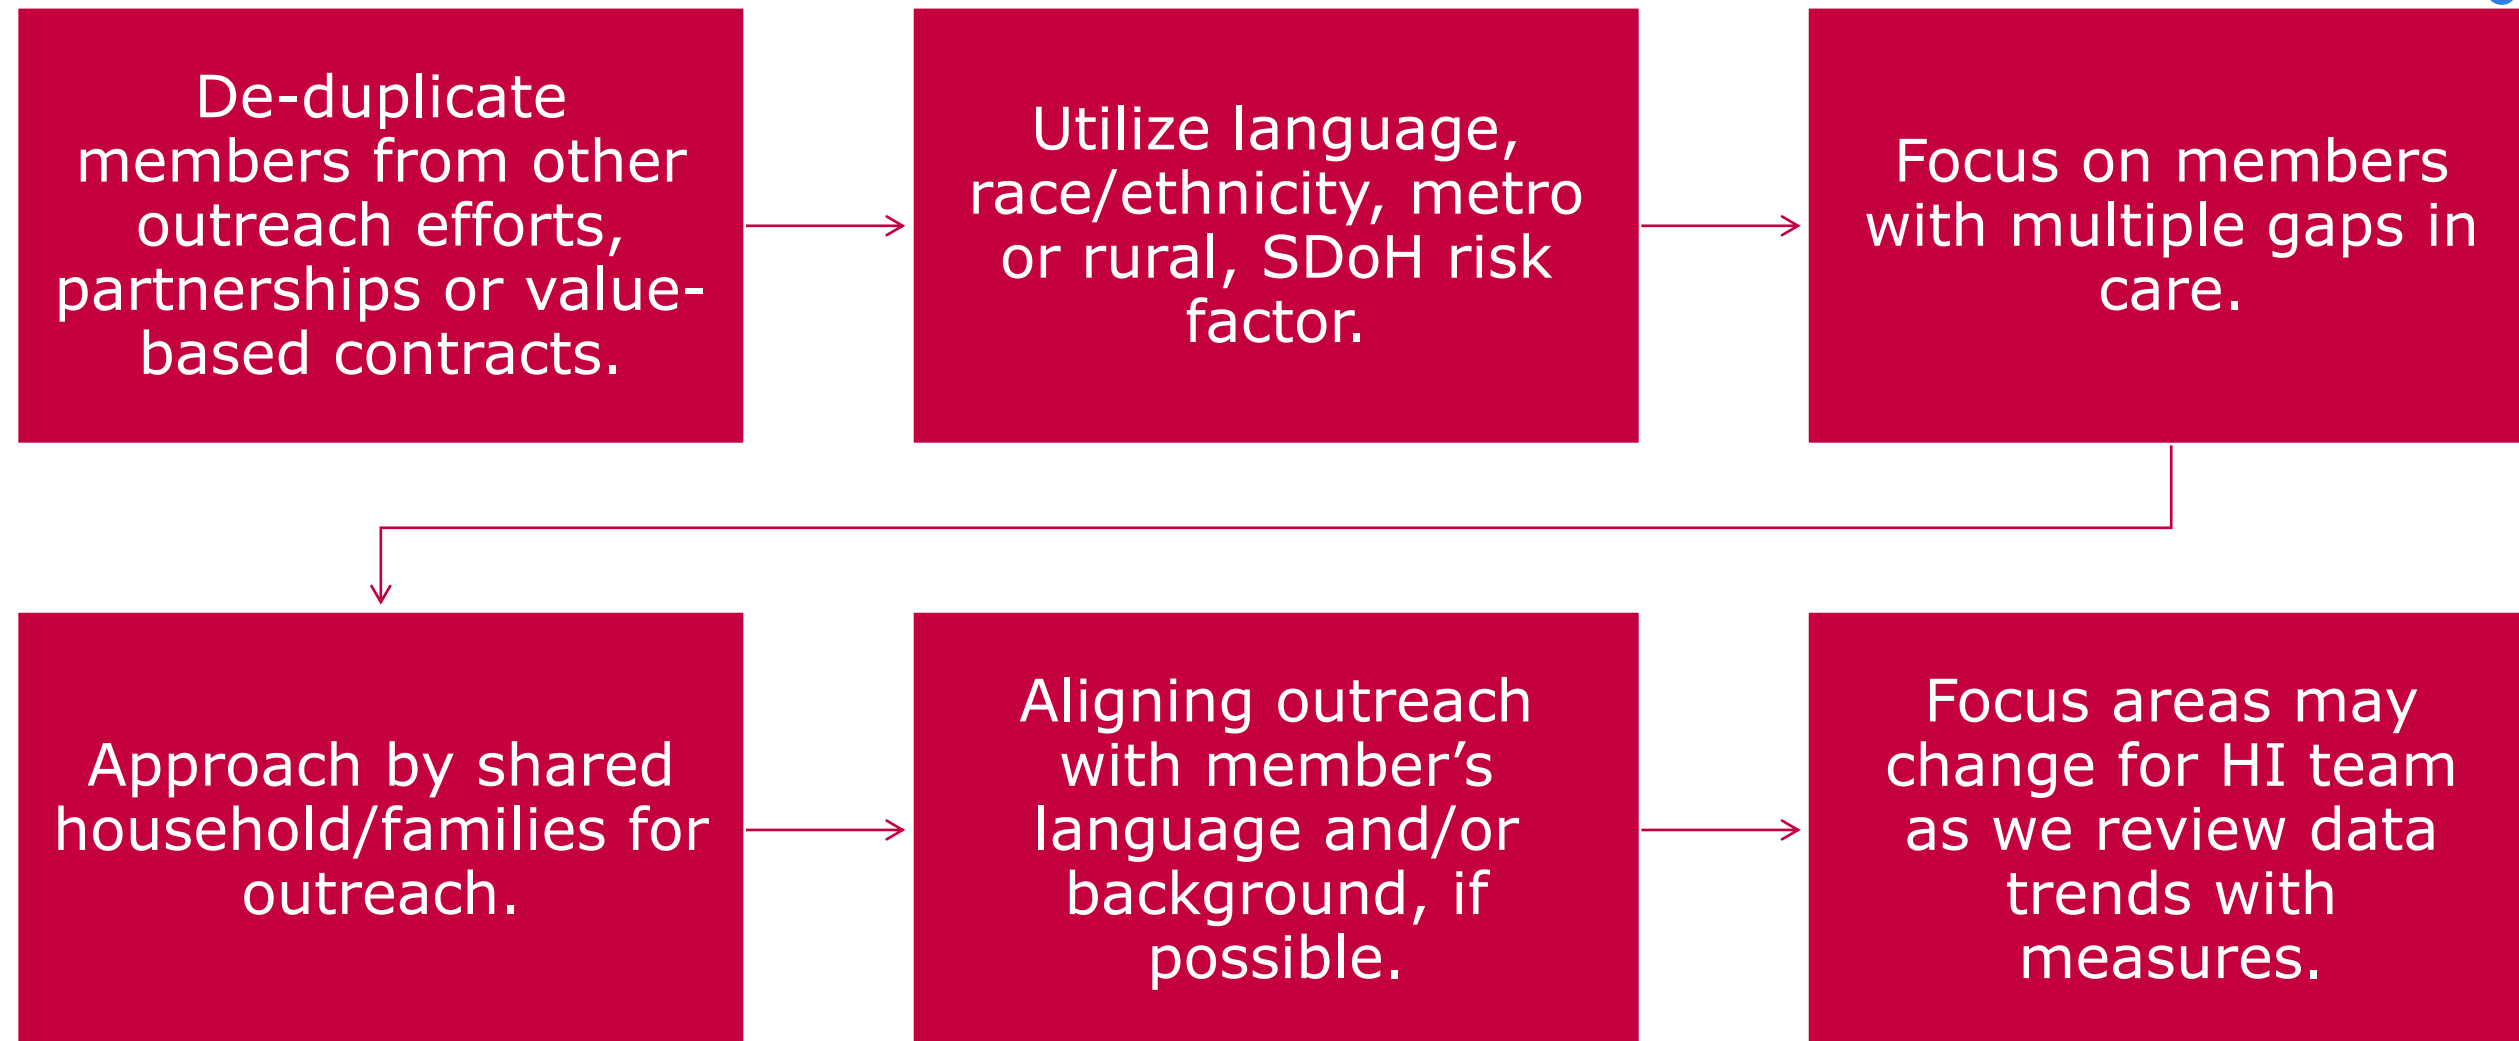 De-duplicate
members from other
outreach efforts,
partnerships or value-
based contracts.
Utilize language,
race/ethnicity, metro
or rural, SDoH risk
factor.
Focus on members
with multiple gaps in
care.
Approach by shared
household/families for
outreach.
Aligning outreach
with member’s
language and/or
background, if
possible.
Focus areas may
change for HI team
as we review data
trends with
measures.